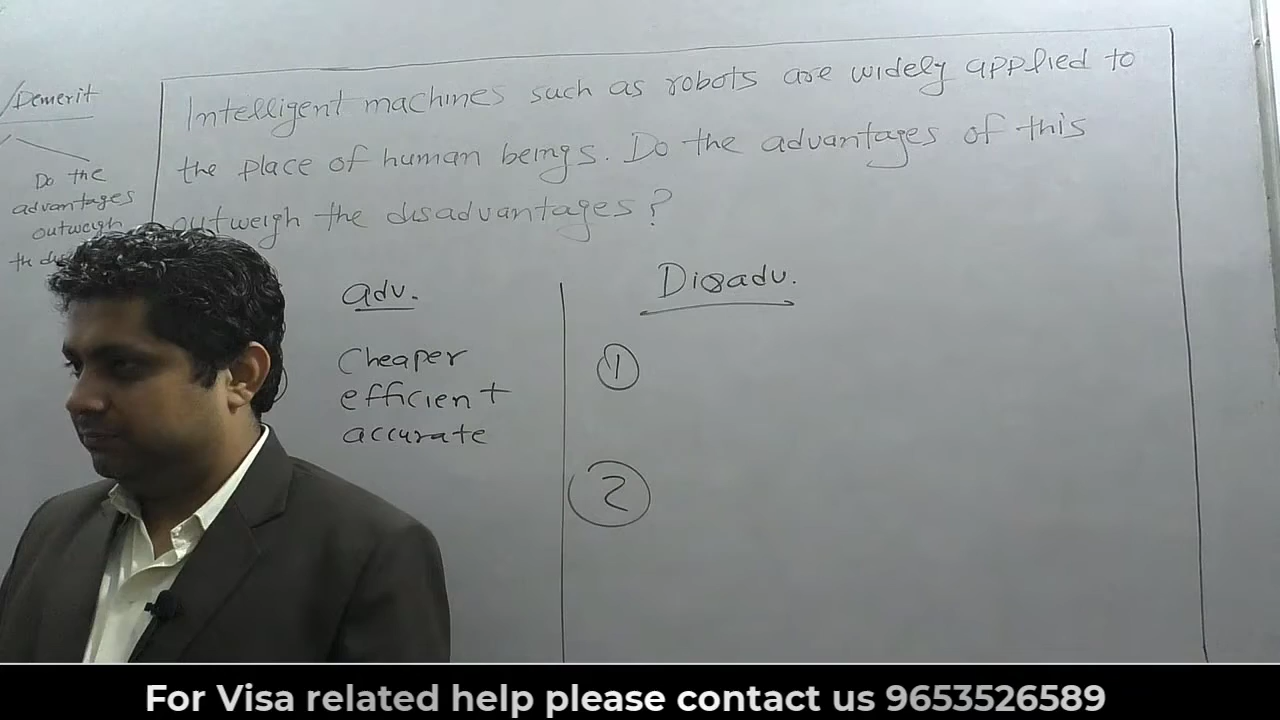 /Demerit
Do the
advantages
outweigh
the
Intelligent machines such as robots are widely applied to
the place of human beings. Do the advantages of this
outweigh the disadvantages?
adv.
Cheaper
efficient
accurate
Disadv.
1
2
For Visa related help please contact us 9653526589